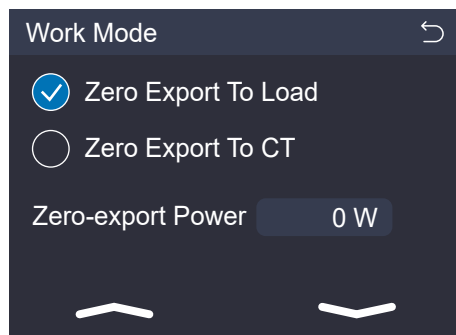 Work Mode
Zero Export To Load
Zero Export To CT
Zero-export Power 0 W